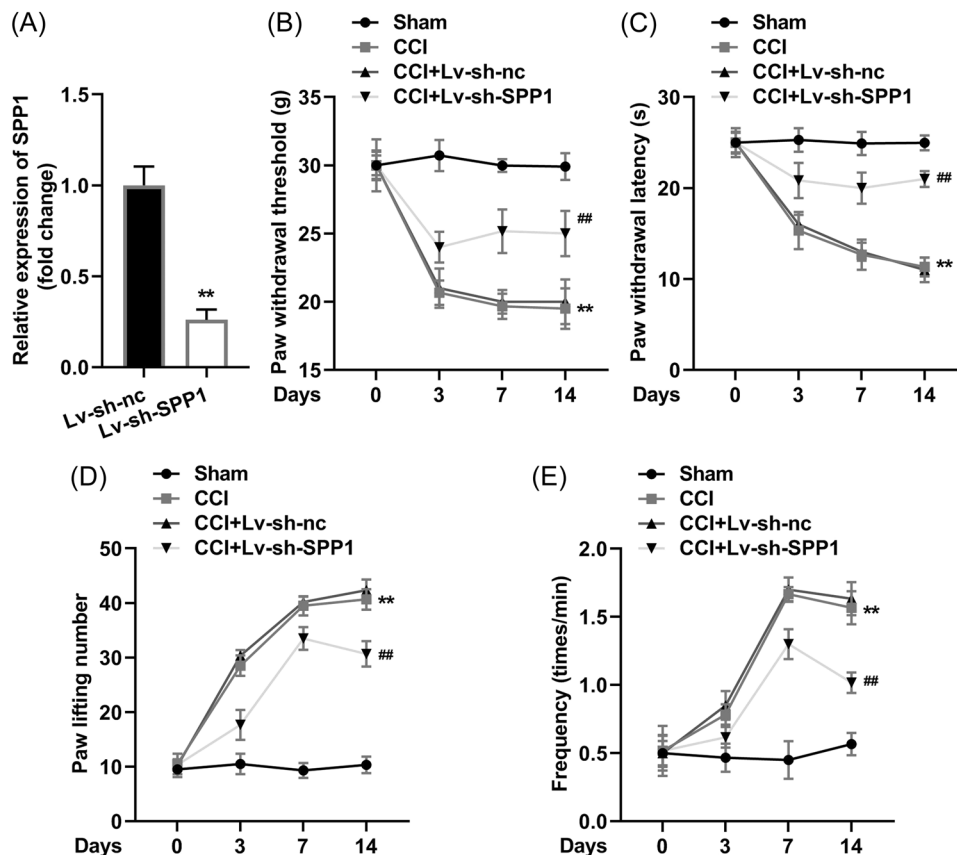 (A)
Relative expression of SPP1
(fold change)
1.5
1.0
0.5
0.0
**
Lv-sh-nc
Lv-sh-SPP1
(B)
Sham
CCI
CCI+Lv-sh-nc
CCI+Lv-sh-SPP1
Paw withdrawal threshold (g)
35
30
25
20
15
##
**
Days 0 3 7 14
(C)
Sham
CCI
CCI+Lv-sh-nc
CCI+Lv-sh-SPP1
Paw withdrawal latency (s)
30
20
10
0
##
**
Days 0 3 7 14
(D)
Sham
CCI
CCI+Lv-sh-nc
CCI+Lv-sh-SPP1
Paw lifting number
50
40
30
20
10
0
**
##
Days 0 3 7 14
(E)
Sham
CCI
CCI+Lv-sh-nc
CCI+Lv-sh-SPP1
Frequency (times/min)
2.0
1.5
1.0
0.5
0.0
**
##
Days 0 3 7 14